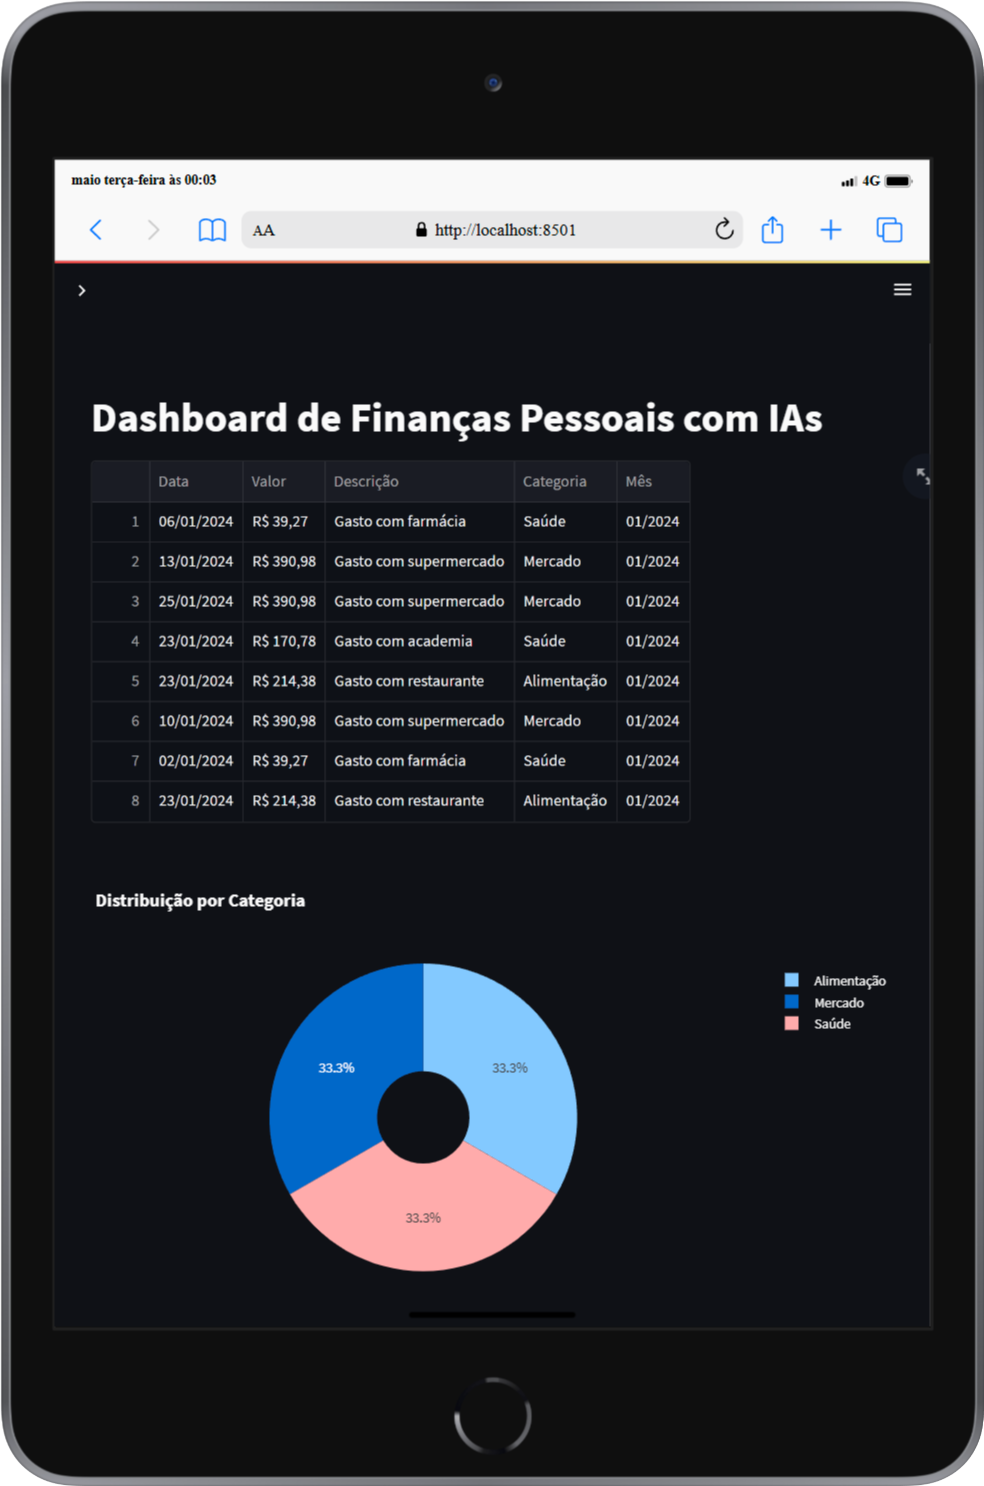 maio terça-feira às 00:03 4G
AA http://localhost:8501
Dashboard de Finanças Pessoais com IAs
Data Valor Descrição Categoria Mês
1 06/01/2024 R$ 39,27 Gasto com farmácia Saúde 01/2024
2 13/01/2024 R$ 390,98 Gasto com supermercado Mercado 01/2024
3 25/01/2024 R$ 390,98 Gasto com supermercado Mercado 01/2024
4 23/01/2024 R$ 170,78 Gasto com academia Saúde 01/2024
5 23/01/2024 R$ 214,38 Gasto com restaurante Alimentação 01/2024
6 10/01/2024 R$ 390,98 Gasto com supermercado Mercado 01/2024
7 02/01/2024 R$ 39,27 Gasto com farmácia Saúde 01/2024
8 23/01/2024 R$ 214,38 Gasto com restaurante Alimentação 01/2024
Distribuição por Categoria
Alimentação
Mercado
Saúde
33.3% 33.3%
33.3%